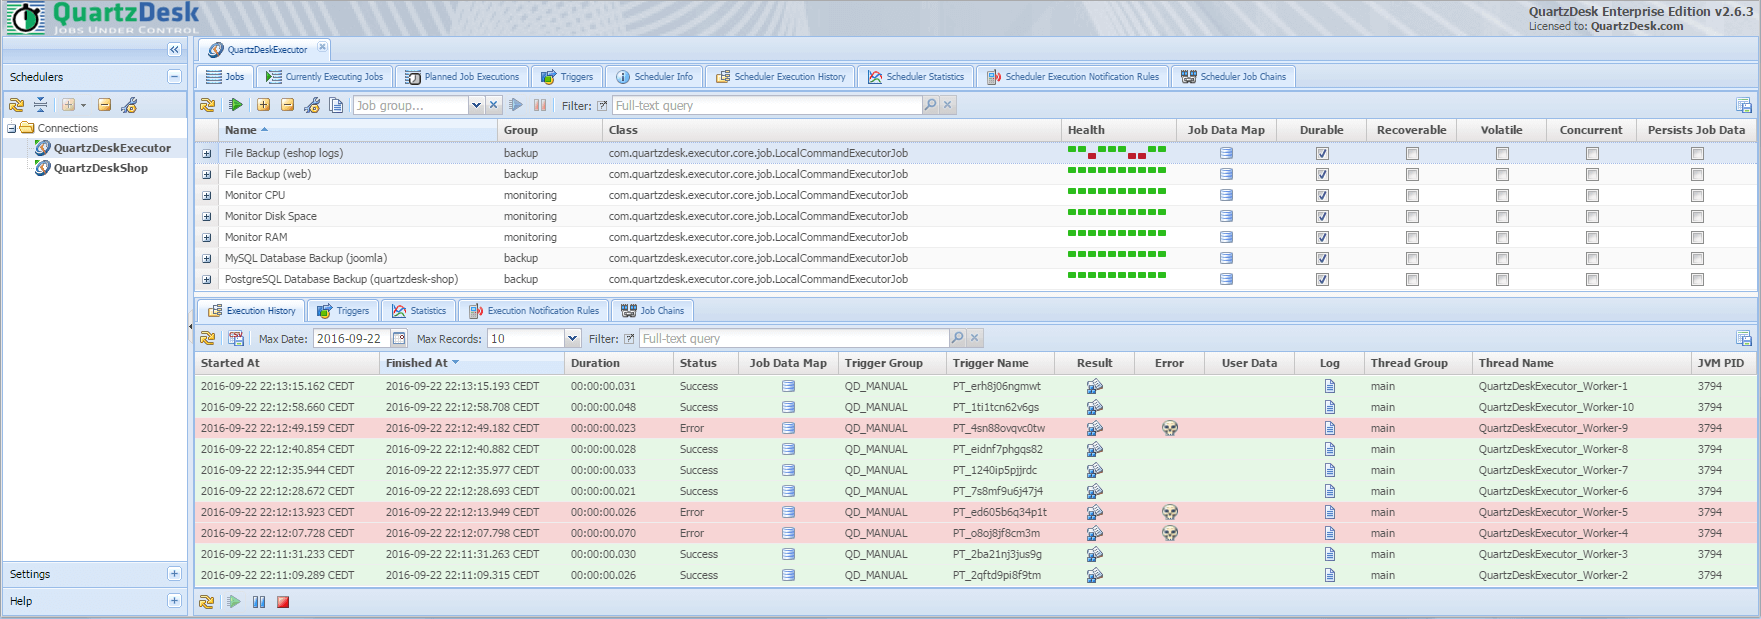 QuartzDesk
JOBS UNDER CONTROL
QuartzDesk Enterprise Edition v2.6.3
Licensed to: QuartzDesk.com
Schedulers
Connections
QuartzDeskExecutor
QuartzDeskShop
Settings
Help
QuartzDeskExecutor
Jobs Currently Executing Jobs Planned Job Executions Triggers Scheduler Info Scheduler Execution History Scheduler Statistics Scheduler Execution Notification Rules Scheduler Job Chains
Job group... Filter: Full-text query
Name Group Class Health Job Data Map Durable Recoverable Volatile Concurrent Persists Job Data
File Backup (eshop logs) backup com.quartzdesk.executor.core.job.LocalCommandExecutorJob
File Backup (web) backup com.quartzdesk.executor.core.job.LocalCommandExecutorJob
Monitor CPU monitoring com.quartzdesk.executor.core.job.LocalCommandExecutorJob
Monitor Disk Space monitoring com.quartzdesk.executor.core.job.LocalCommandExecutorJob
Monitor RAM monitoring com.quartzdesk.executor.core.job.LocalCommandExecutorJob
MySQL Database Backup (joomla) backup com.quartzdesk.executor.core.job.LocalCommandExecutorJob
PostgreSQL Database Backup (quartzdesk-shop) backup com.quartzdesk.executor.core.job.LocalCommandExecutorJob
Execution History Triggers Statistics Execution Notification Rules Job Chains
CSV Max Date: 2016-09-22 Max Records: 10 Filter: Full-text query
Started At Finished At Duration Status Job Data Map Trigger Group Trigger Name Result Error User Data Log Thread Group Thread Name JVM PID
2016-09-22 22:13:15.162 CEDT 2016-09-22 22:13:15.193 CEDT 00:00:00.031 Success QD_MANUAL PT_erh8j06ngmwt main QuartzDeskExecutor_Worker-1 3794
2016-09-22 22:12:58.660 CEDT 2016-09-22 22:12:58.708 CEDT 00:00:00.048 Success QD_MANUAL PT_1ti1tcn62v6gs main QuartzDeskExecutor_Worker-10 3794
2016-09-22 22:12:49.159 CEDT 2016-09-22 22:12:49.182 CEDT 00:00:00.023 Error QD_MANUAL PT_4sn88ovqvc0tw main QuartzDeskExecutor_Worker-9 3794
2016-09-22 22:12:40.854 CEDT 2016-09-22 22:12:40.882 CEDT 00:00:00.028 Success QD_MANUAL PT_eidnf7phgqs82 main QuartzDeskExecutor_Worker-8 3794
2016-09-22 22:12:35.944 CEDT 2016-09-22 22:12:35.977 CEDT 00:00:00.033 Success QD_MANUAL PT_1240ip5pjjrdc main QuartzDeskExecutor_Worker-7 3794
2016-09-22 22:12:28.672 CEDT 2016-09-22 22:12:28.693 CEDT 00:00:00.021 Success QD_MANUAL PT_7s8mf9u6j47j4 main QuartzDeskExecutor_Worker-6 3794
2016-09-22 22:12:13.923 CEDT 2016-09-22 22:12:13.949 CEDT 00:00:00.026 Error QD_MANUAL PT_ed605b6q34p1t main QuartzDeskExecutor_Worker-5 3794
2016-09-22 22:12:07.728 CEDT 2016-09-22 22:12:07.798 CEDT 00:00:00.070 Error QD_MANUAL PT_o8oj8jf8cm3m main QuartzDeskExecutor_Worker-4 3794
2016-09-22 22:11:31.233 CEDT 2016-09-22 22:11:31.263 CEDT 00:00:00.030 Success QD_MANUAL PT_2ba21nj3jus9g main QuartzDeskExecutor_Worker-3 3794
2016-09-22 22:11:09.289 CEDT 2016-09-22 22:11:09.315 CEDT 00:00:00.026 Success QD_MANUAL PT_2qftd9pi8f9tm main QuartzDeskExecutor_Worker-2 3794